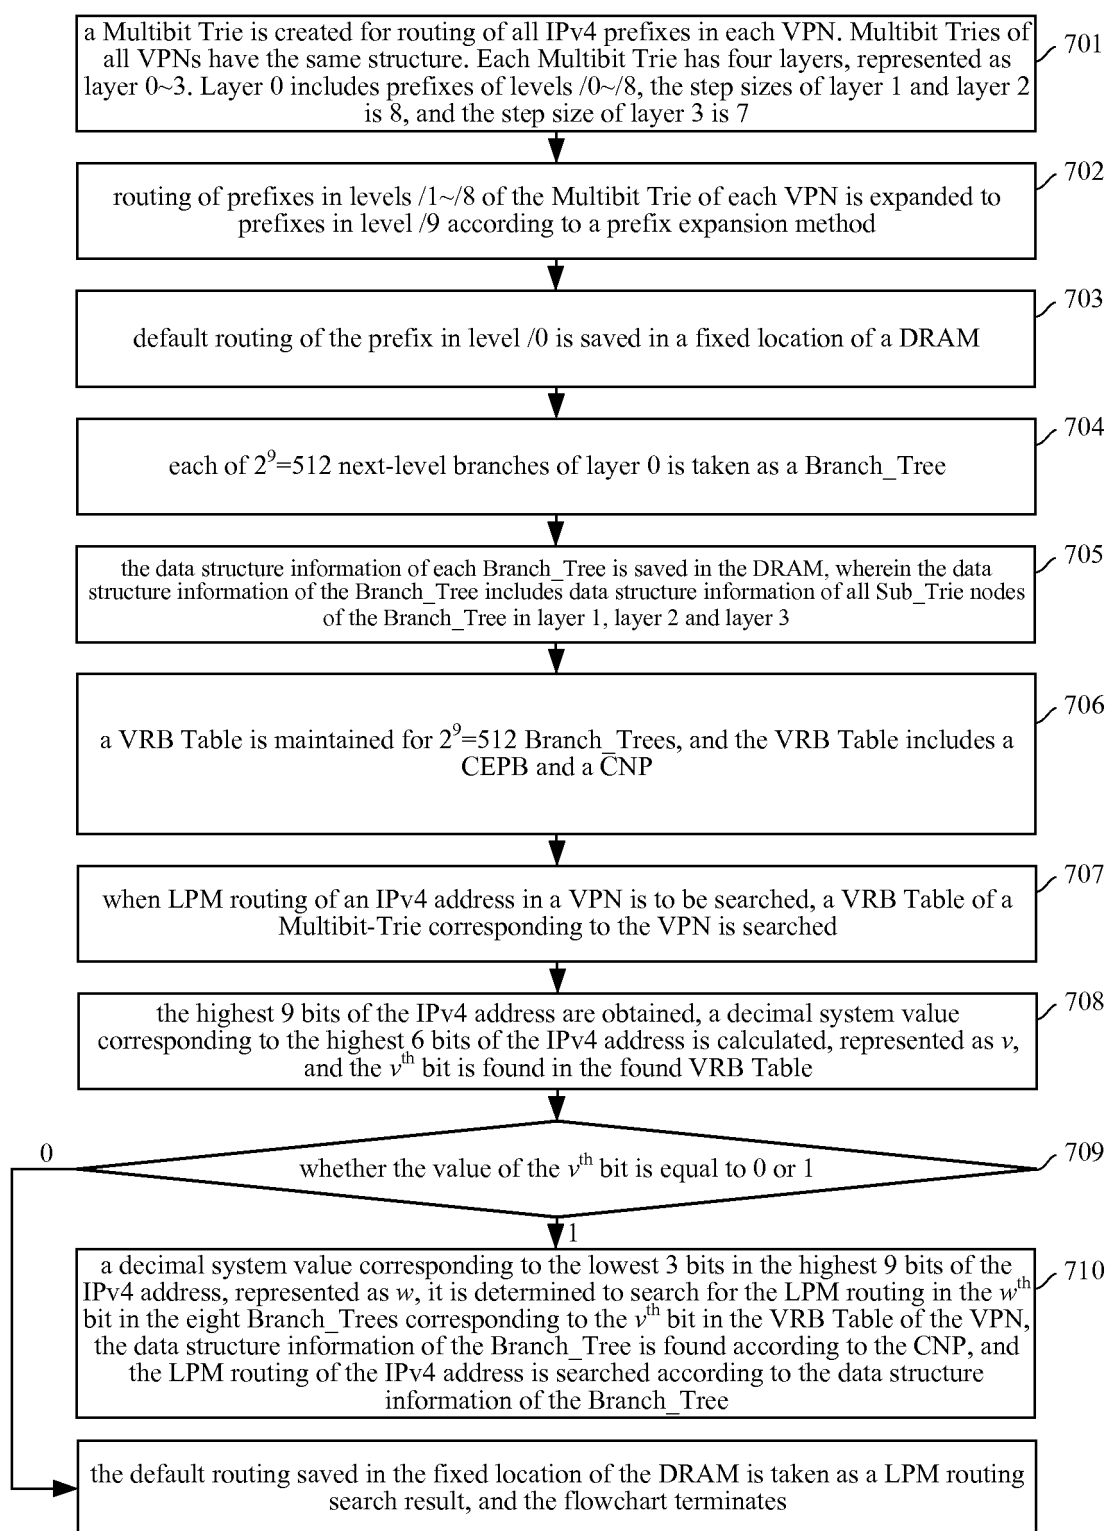 a Multibit Trie is created for routing of all IPv4 prefixes in each VPN. Multibit Tries of
all VPNs have the same structure. Each Multibit Trie has four layers, represented as
layer 0~3. Layer 0 includes prefixes of levels /0~/8, the step sizes of layer 1 and layer 2
is 8, and the step size of layer 3 is 7
701
routing of prefixes in levels /1~/8 of the Multibit Trie of each VPN is expanded to
prefixes in level /9 according to a prefix expansion method
702
default routing of the prefix in level /0 is saved in a fixed location of a DRAM
703
each of 2^9=512 next-level branches of layer 0 is taken as a Branch_Tree
704
the data structure information of each Branch_Tree is saved in the DRAM, wherein the data
structure information of the Branch_Tree includes data structure information of all Sub_Trie nodes
of the Branch_Tree in layer 1, layer 2 and layer 3
705
a VRB Table is maintained for 2^9=512 Branch_Trees, and the VRB Table includes a
CEPB and a CNP
706
when LPM routing of an IPv4 address in a VPN is to be searched, a VRB Table of a
Multibit-Trie corresponding to the VPN is searched
707
the highest 9 bits of the IPv4 address are obtained, a decimal system value
corresponding to the highest 6 bits of the IPv4 address is calculated, represented as v,
and the v^th bit is found in the found VRB Table
708
0
whether the value of the v^th bit is equal to 0 or 1
709
1
a decimal system value corresponding to the lowest 3 bits in the highest 9 bits of the
IPv4 address, represented as w, it is determined to search for the LPM routing in the w^th
bit in the eight Branch_Trees corresponding to the v^th bit in the VRB Table of the VPN,
the data structure information of the Branch_Tree is found according to the CNP, and
the LPM routing of the IPv4 address is searched according to the data structure
information of the Branch_Tree
710
the default routing saved in the fixed location of the DRAM is taken as a LPM routing
search result, and the flowchart terminates